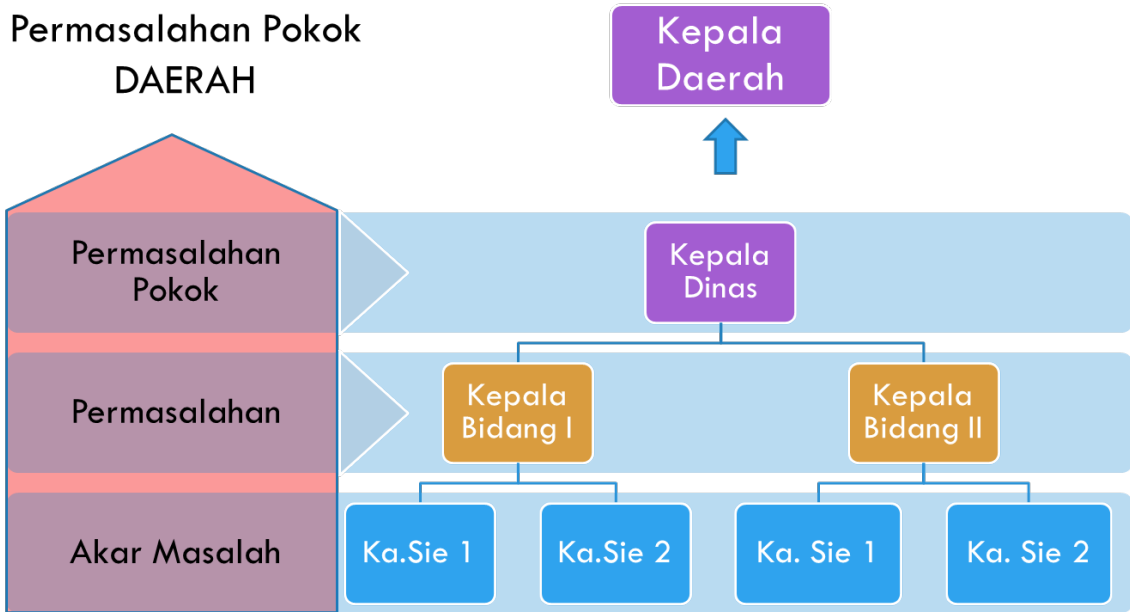 Permasalahan Pokok
DAERAH
Kepala
Daerah
Permasalahan
Pokok
Kepala
Dinas
Permasalahan
Kepala
Bidang I
Kepala
Bidang II
Akar Masalah
Ka.Sie 1
Ka.Sie 2
Ka. Sie 1
Ka. Sie 2